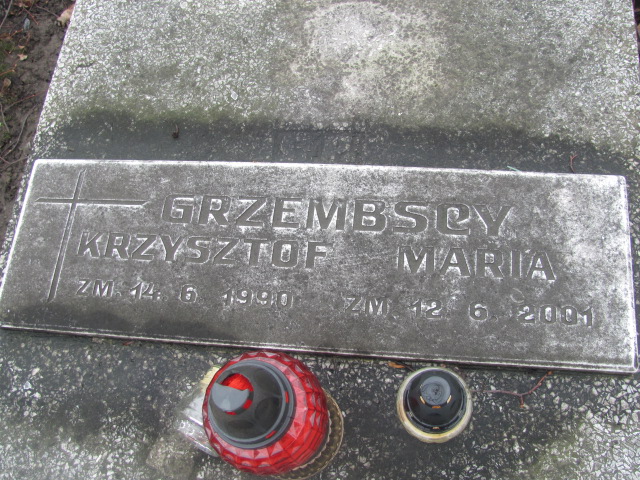 GRZEMBSCY
KRZYSZTOF MARIA
ZM. 14. 6. 1990 ZM. 12. 6. 2001